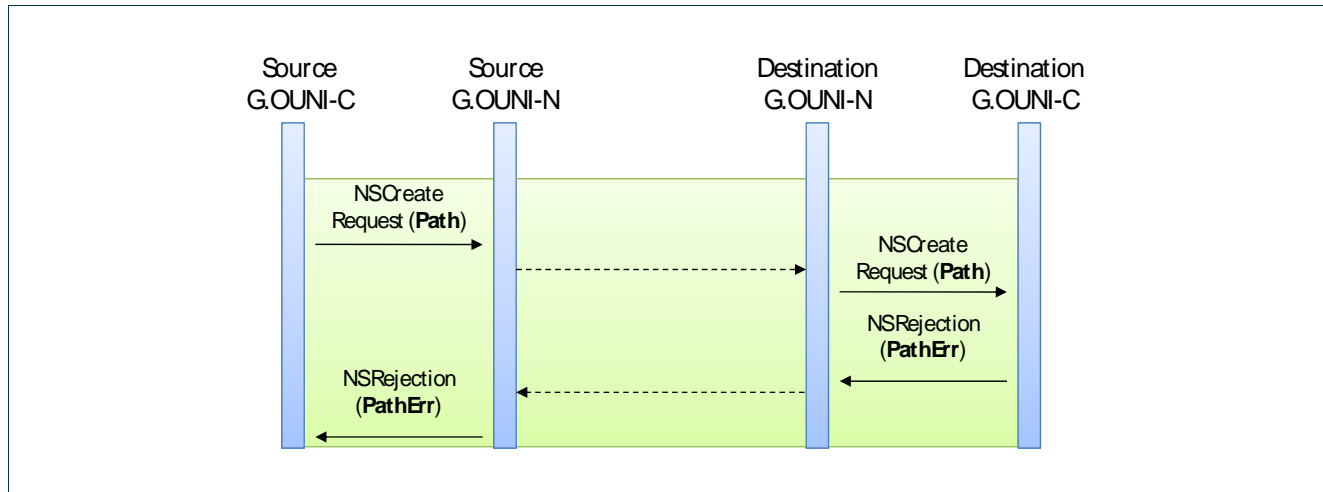 Source
G.OUNI-C
Source
G.OUNI-N
Destination
G.OUNI-N
Destination
G.OUNI-C
NSCreate
Request (Path)
NSCreate
Request (Path)
NSRejection
(PathErr)
NSRejection
(PathErr)